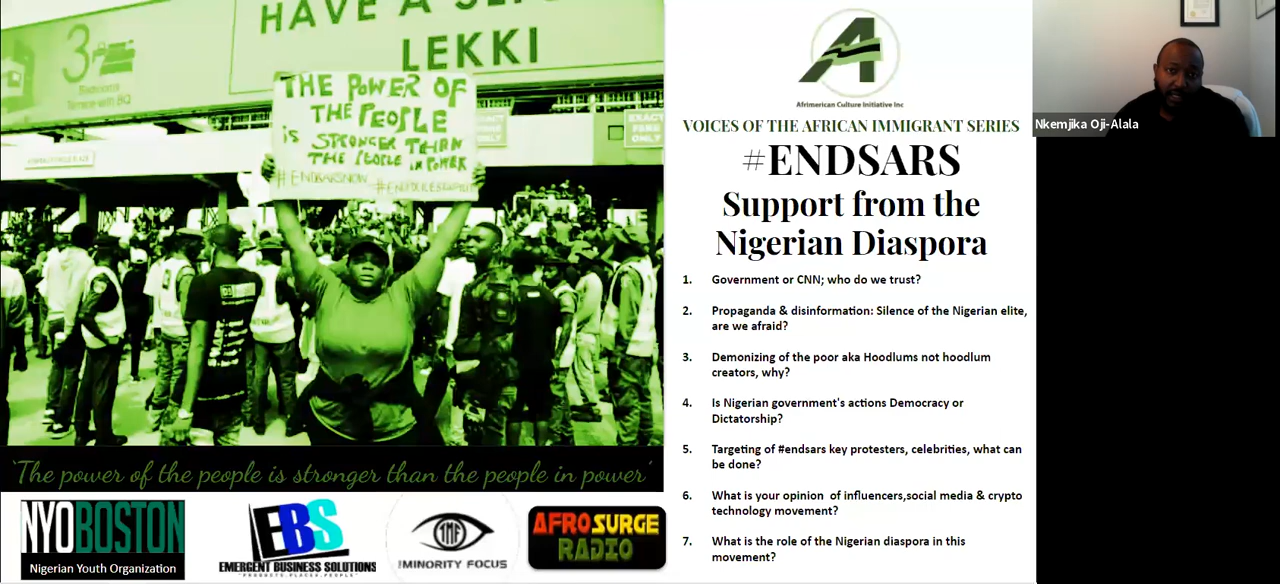 3
HAVE A
LEKKI
THE POWER OF
THE PEOPLE
is STRONGER THAN
THE PEOPLE in POWER
#ENDSARSNOW
'The power of the people is stronger than the people in power'
NYOBOSTON
Nigerian Youth Organization
EBS
EMERGENT BUSINESS SOLUTIONS
"PRODUCTS.PLACES.PEOPLE"
TMF
THE MINORITY FOCUS
AFROSURGE
RADIO
A
Afrimerican Culture Initiative Inc
VOICES OF THE AFRICAN IMMIGRANT SERIES
#ENDSARS
Support from the
Nigerian Diaspora
1. Government or CNN; who do we trust?
2. Propaganda & disinformation: Silence of the Nigerian elite,
are we afraid?
3. Demonizing of the poor aka Hoodlums not hoodlum
creators, why?
4. Is Nigerian government's actions Democracy or
Dictatorship?
5. Targeting of #endsars key protesters, celebrities, what can
be done?
6. What is your opinion of influencers,social media & crypto
technology movement?
7. What is the role of the Nigerian diaspora in this
movement?
Nkemjika Oji-Alala